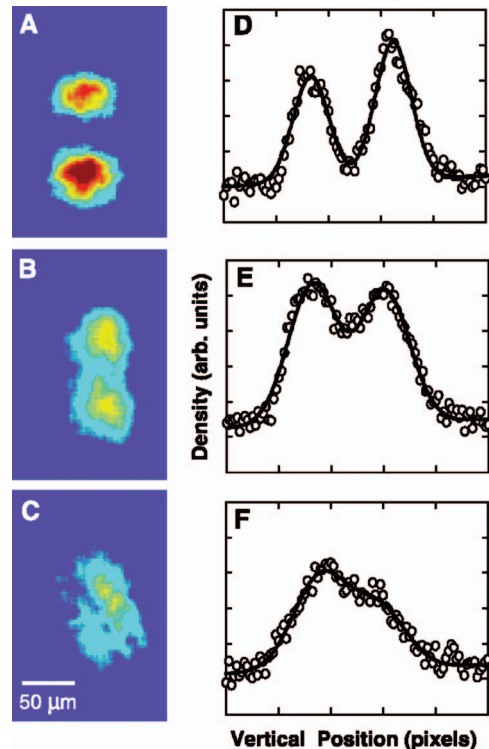 A
D
B
E
Density (arb. units)
C
F
50 µm
Vertical Position (pixels)